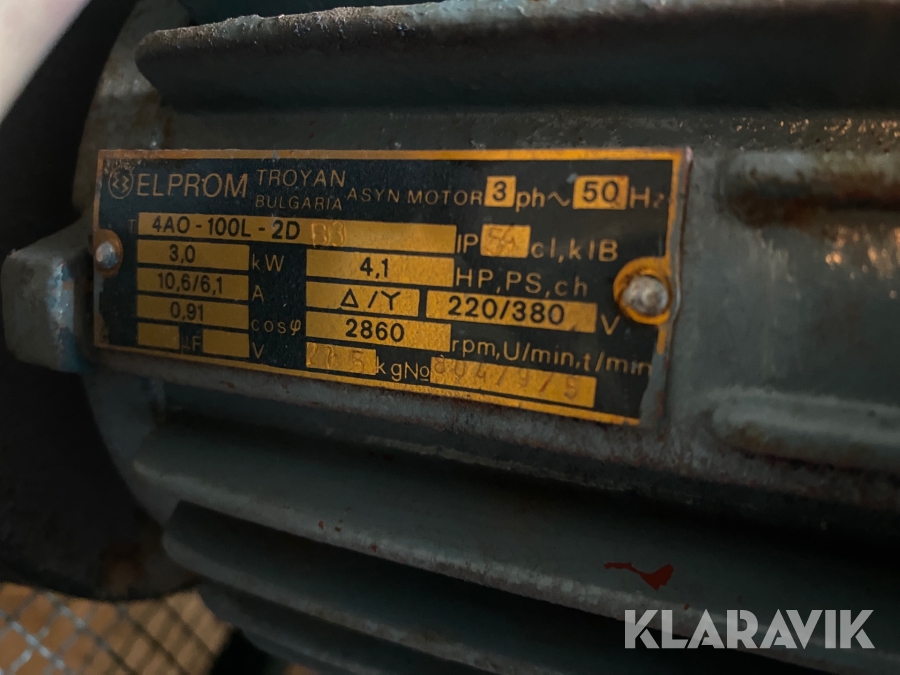 ELPROM TROYAN BULGARIA ASYN MOTOR 3 ph~ 50 Hz
T 4AO-100L-2D B3 IP cl,klB
3,0 kW 4,1 HP,PS,ch
10,6/6,1 A Δ/Y 220/380 V
0,91 cosφ 2860 rpm,U/min,t/min
µF V kg No
KLARAVIK